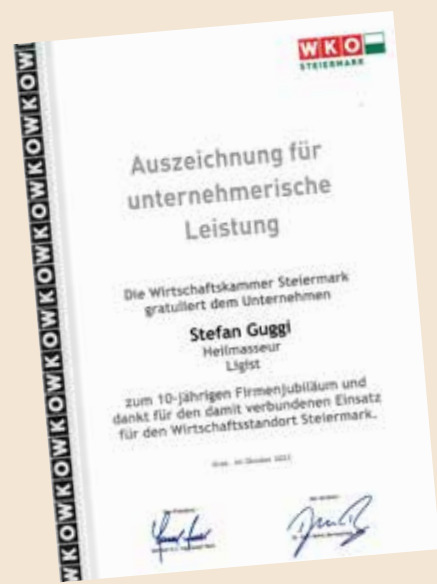 WKO
STEIERMARK
WKOWKOWKOWKOWKOWKOWKOWKOW
Auszeichnung für
unternehmerische
Leistung
Die Wirtschaftskammer Steiermark
gratuliert dem Unternehmen
Stefan Guggi
Heilmasseur
Ligist
zum 10-jährigen Firmenjubiläum und
dankt für den damit verbundenen Einsatz
für den Wirtschaftsstandort Steiermark.